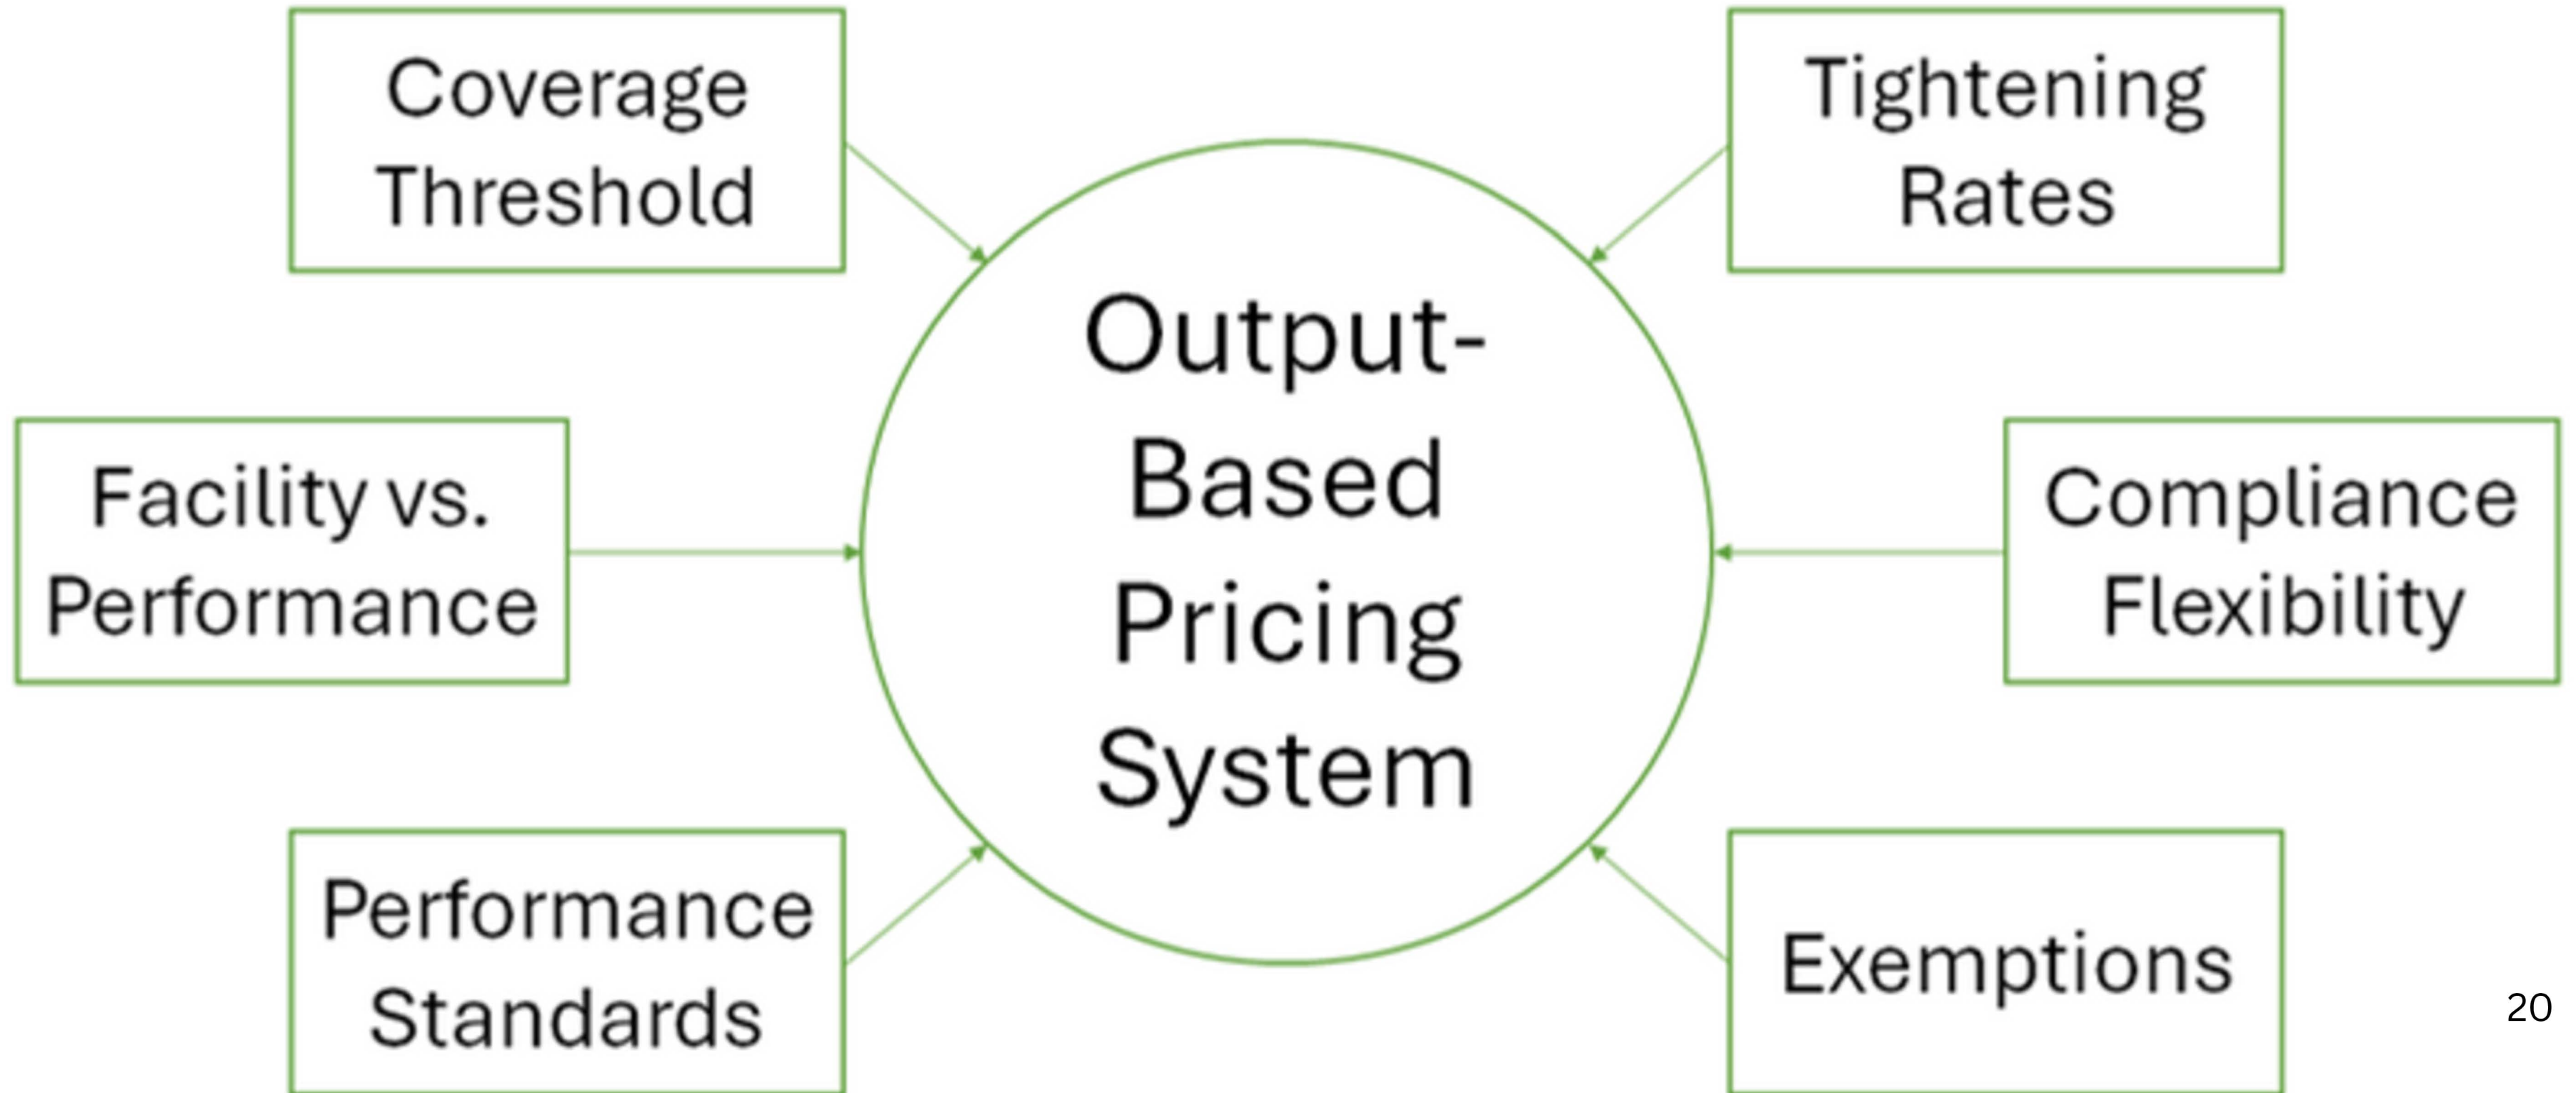 Coverage
Threshold
Tightening
Rates
Output-
Based
Pricing
System
Facility vs.
Performance
Compliance
Flexibility
Performance
Standards
Exemptions
20